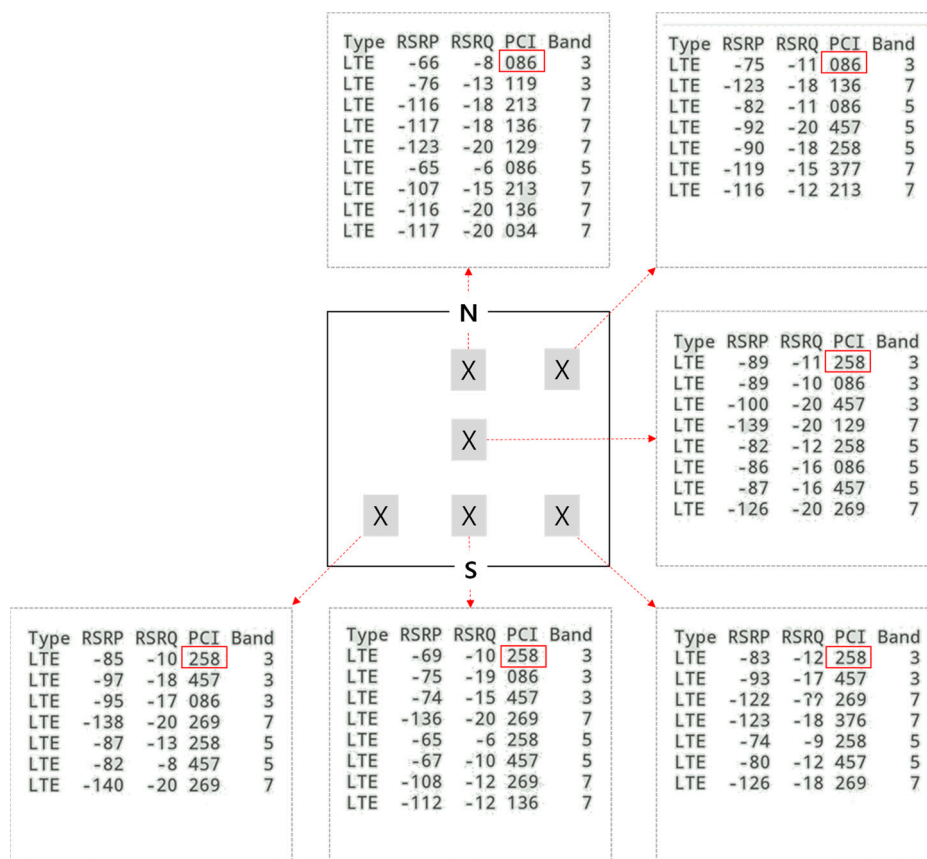 Type RSRP RSRQ PCI Band
LTE -66 -8 086 3
LTE -76 -13 119 3
LTE -116 -18 213 7
LTE -117 -18 136 7
LTE -123 -20 129 7
LTE -65 -6 086 5
LTE -107 -15 213 7
LTE -116 -20 136 7
LTE -117 -20 034 7
Type RSRP RSRQ PCI Band
LTE -75 -11 086 3
LTE -123 -18 136 7
LTE -82 -11 086 5
LTE -92 -20 457 5
LTE -90 -18 258 5
LTE -119 -15 377 7
LTE -116 -12 213 7
N
X X
X
X X X
S
Type RSRP RSRQ PCI Band
LTE -89 -11 258 3
LTE -89 -10 086 3
LTE -100 -20 457 3
LTE -139 -20 129 7
LTE -82 -12 258 5
LTE -86 -16 086 5
LTE -87 -16 457 5
LTE -126 -20 269 7
Type RSRP RSRQ PCI Band
LTE -85 -10 258 3
LTE -97 -18 457 3
LTE -95 -17 086 3
LTE -138 -20 269 7
LTE -87 -13 258 5
LTE -82 -8 457 5
LTE -140 -20 269 7
Type RSRP RSRQ PCI Band
LTE -69 -10 258 3
LTE -75 -19 086 3
LTE -74 -15 457 3
LTE -136 -20 269 7
LTE -65 -6 258 5
LTE -67 -10 457 5
LTE -108 -12 269 7
LTE -112 -12 136 7
Type RSRP RSRQ PCI Band
LTE -83 -12 258 3
LTE -93 -17 457 3
LTE -122 -?? 269 7
LTE -123 -18 376 7
LTE -74 -9 258 5
LTE -80 -12 457 5
LTE -126 -18 269 7